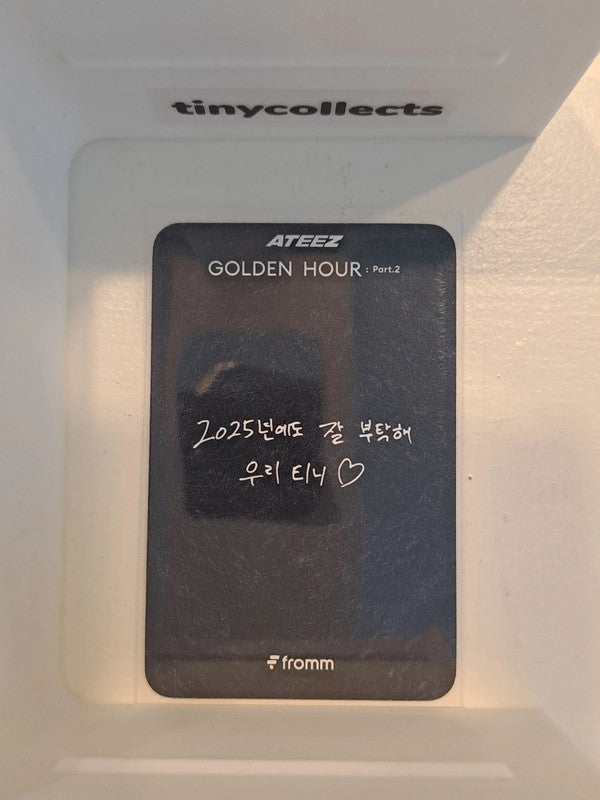 tinycollects
ATEEZ
GOLDEN HOUR : Part.2
2025년에도 잘 부탁해
우리 티니 ♡
fromm